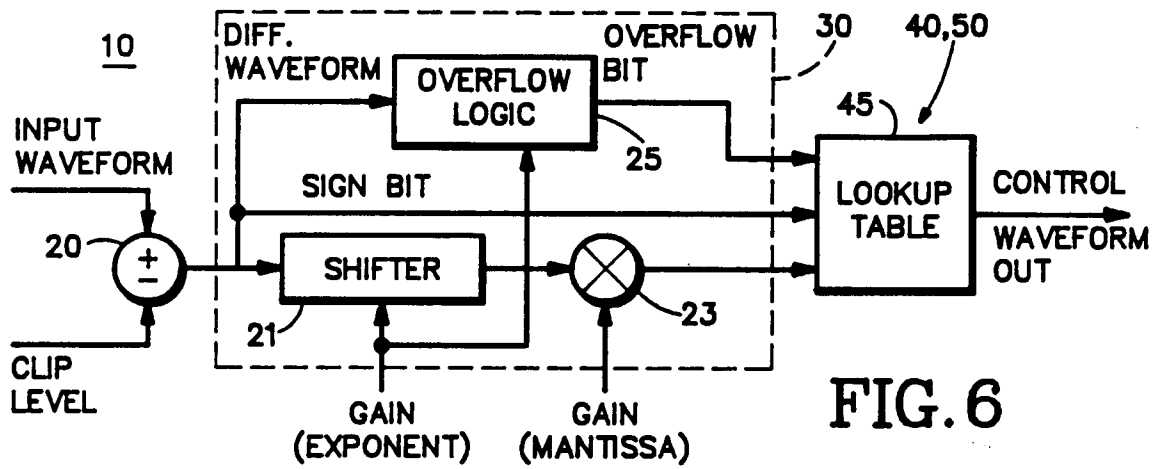 10
DIFF.
WAVEFORM
OVERFLOW
BIT
30
40,50
OVERFLOW
LOGIC
25
45
INPUT
WAVEFORM
SIGN BIT
LOOKUP
TABLE
CONTROL
WAVEFORM
OUT
20
+
-
SHIFTER
21
23
CLIP
LEVEL
GAIN
(EXPONENT)
GAIN
(MANTISSA)
FIG. 6